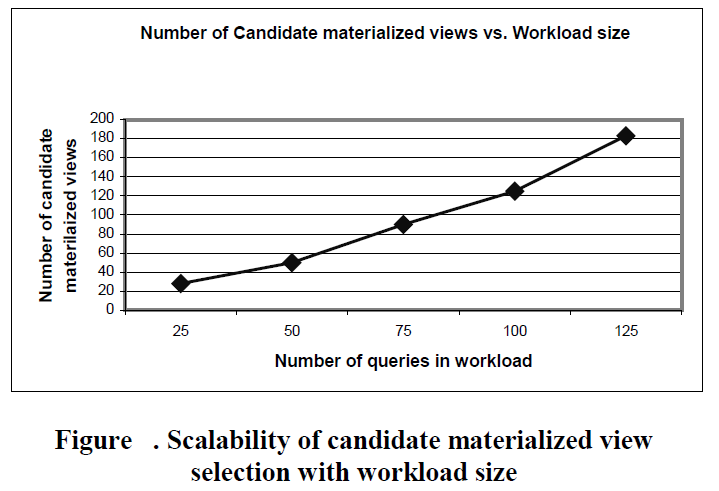 Number of Candidate materialized views vs. Workload size
Number of candidate
materilaized views
200
180
160
140
120
100
80
60
40
20
0
25 50 75 100 125
Number of queries in workload
Figure . Scalability of candidate materialized view
selection with workload size